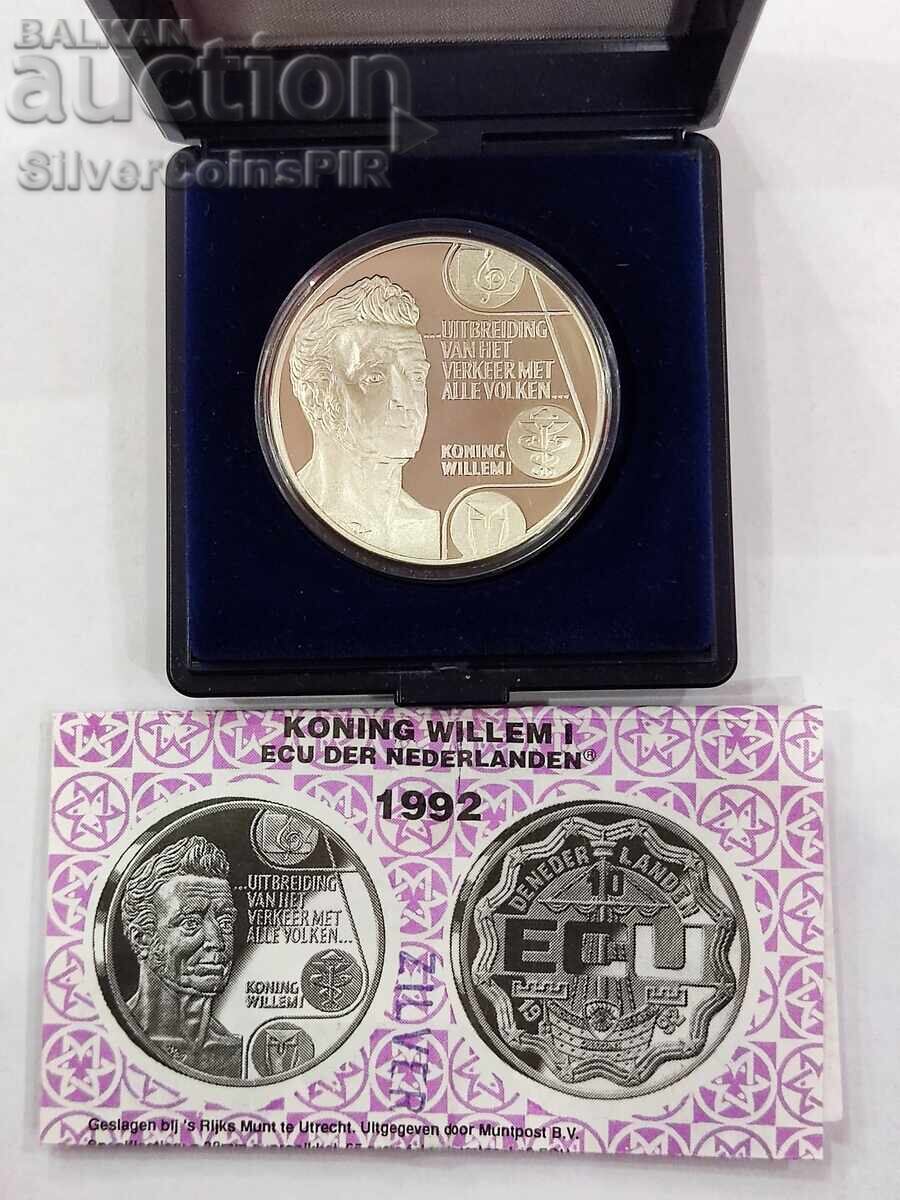 BALKAN
auction
SilverCoinsPIR
...UITBREIDING
VAN HET
VERKEER MET
ALLE VOLKEN...
KONING
WILLEM I
KONING WILLEM I
ECU DER NEDERLANDEN®
1992
...UITBREIDING
VAN HET
VERKEER MET
ALLE VOLKEN...
KONING
WILLEM I
ZILVER
DE NEDERLANDEN
10
ECU
19
Geslagen bij 's Rijks Munt te Utrecht. Uitgegeven door Muntpost B.V.